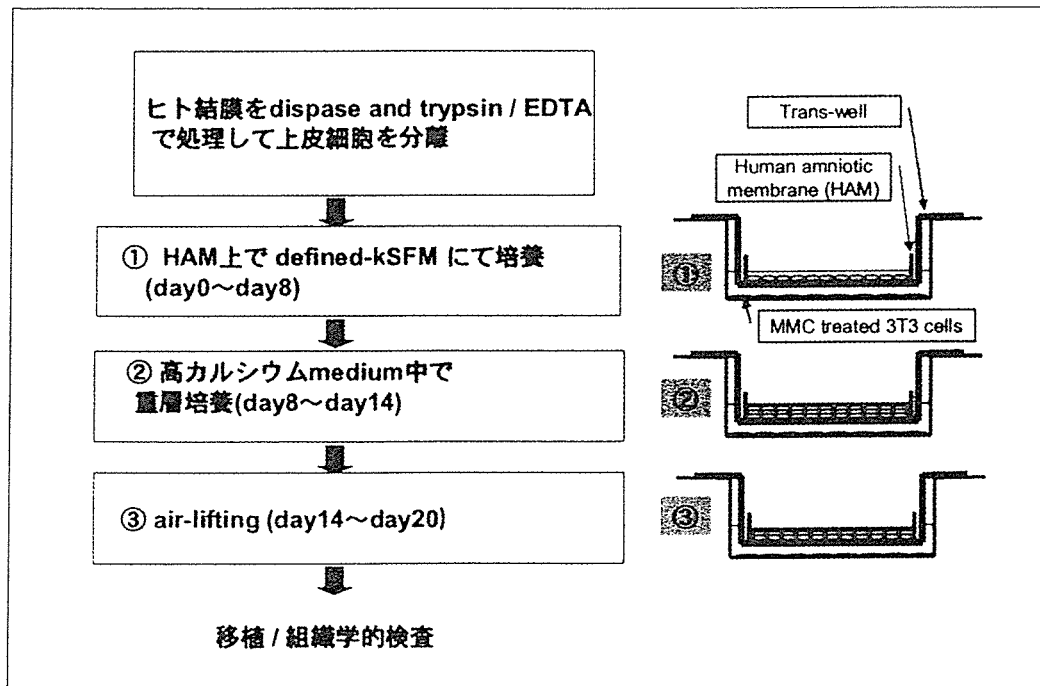 ヒト結膜をdispase and trypsin / EDTA
で処理して上皮細胞を分離
① HAM上で defined-kSFM にて培養
(day0～day8)
② 高カルシウムmedium中で
重層培養(day8～day14)
③ air-lifting (day14～day20)
移植 / 組織学的検査
Trans-well
Human amniotic
membrane (HAM)
①
MMC treated 3T3 cells
②
③